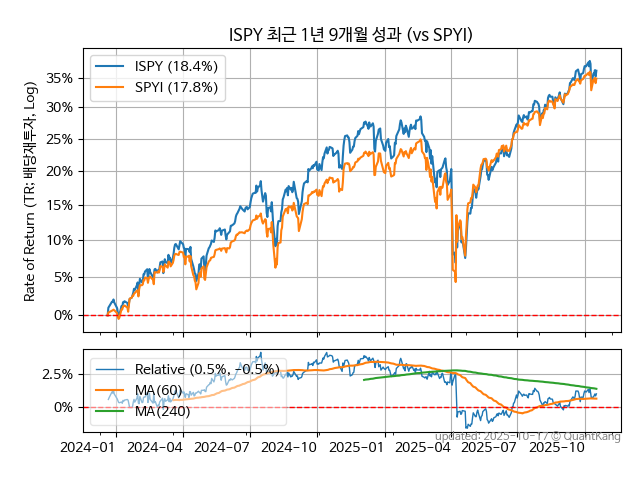 ISPY 최근 1년 9개월 성과 (vs SPYI)
ISPY (18.4%)
SPYI (17.8%)
Rate of Return (TR: 배당재투자, Log)
35%
30%
25%
20%
15%
10%
5%
0%
Relative (0.5%, −0.5%)
MA(60)
MA(240)
2.5%
0%
2024−01 2024−04 2024−07 2024−10 2025−01 2025−04 2025−07 2025−10
updated: 2025−10−17 © QuantKang